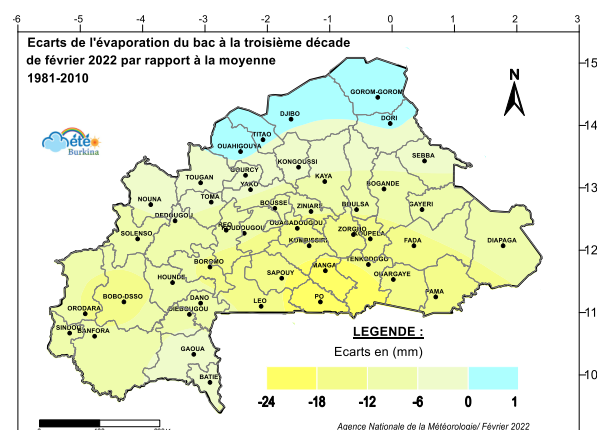 -6 -5 -4 -3 -2 -1 0 1 2 3
Ecarts de l'évaporation du bac à la troisième décade
de février 2022 par rapport à la moyenne
1981-2010
15
14
13
12
11
10
N
météo
Burkina
GOROM-GOROM
DJIBO
DORI
TITAO
OUAHIGOUYA
SEBBA
KONGOUSSI
GOURCY
TOUGAN
KAYA
YAKO
BOGANDE
NOUNA
TOMA
BOUSSE
ZINIARE
BOULSA
GAYERI
DEDGUGOU
SOLENSO
KOUDOUGOU
OUAGADOUGOU
ZORGHO
KOUPELA
KOMBISSIRI
FADA
DIAPAGA
BOROMO
TENKODOGO
MANGA
HOUNDE
SAPOUY
OUARGAYE
PAMA
BOBO-DSSO
DANO
LEO
PO
ORODARA
DIEBOUGOU
SINDOU
BANFORA
GAOUA
BATIE
LEGENDE :
Ecarts en (mm)
-24 -18 -12 -6 0 1
Agence Nationale de la Météorologie/ Février 2022